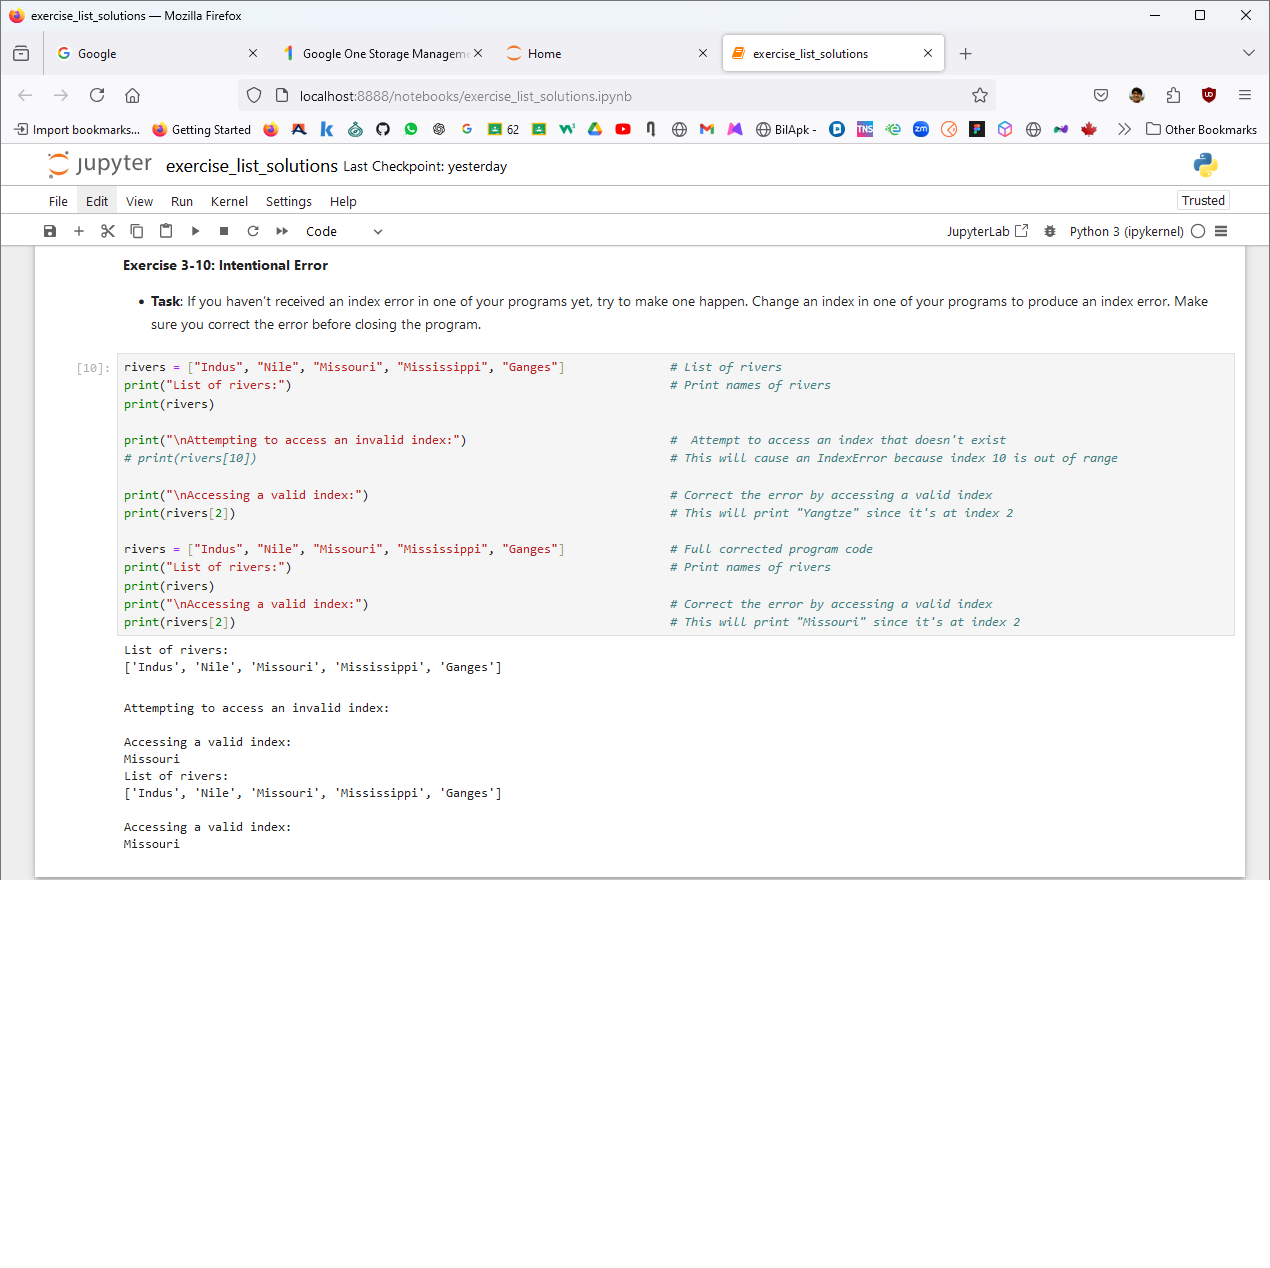 exercise_list_solutions — Mozilla Firefox
Google
Google One Storage Managem
Home
exercise_list_solutions
localhost:8888/notebooks/exercise_list_solutions.ipynb
Import bookmarks... Getting Started 62 BilApk - TNS zm Other Bookmarks
jupyter exercise_list_solutions Last Checkpoint: yesterday
File Edit View Run Kernel Settings Help Trusted
Code JupyterLab Python 3 (ipykernel)
Exercise 3-10: Intentional Error
• Task: If you haven't received an index error in one of your programs yet, try to make one happen. Change an index in one of your programs to produce an index error. Make
sure you correct the error before closing the program.
[10]: rivers = ["Indus", "Nile", "Missouri", "Mississippi", "Ganges"] # List of rivers
print("List of rivers:") # Print names of rivers
print(rivers)
print("\nAttempting to access an invalid index:") #  Attempt to access an index that doesn't exist
# print(rivers[10]) # This will cause an IndexError because index 10 is out of range
print("\nAccessing a valid index:") # Correct the error by accessing a valid index
print(rivers[2]) # This will print "Yangtze" since it's at index 2
rivers = ["Indus", "Nile", "Missouri", "Mississippi", "Ganges"] # Full corrected program code
print("List of rivers:") # Print names of rivers
print(rivers)
print("\nAccessing a valid index:") # Correct the error by accessing a valid index
print(rivers[2]) # This will print "Missouri" since it's at index 2
List of rivers:
['Indus', 'Nile', 'Missouri', 'Mississippi', 'Ganges']
Attempting to access an invalid index:
Accessing a valid index:
Missouri
List of rivers:
['Indus', 'Nile', 'Missouri', 'Mississippi', 'Ganges']
Accessing a valid index:
Missouri